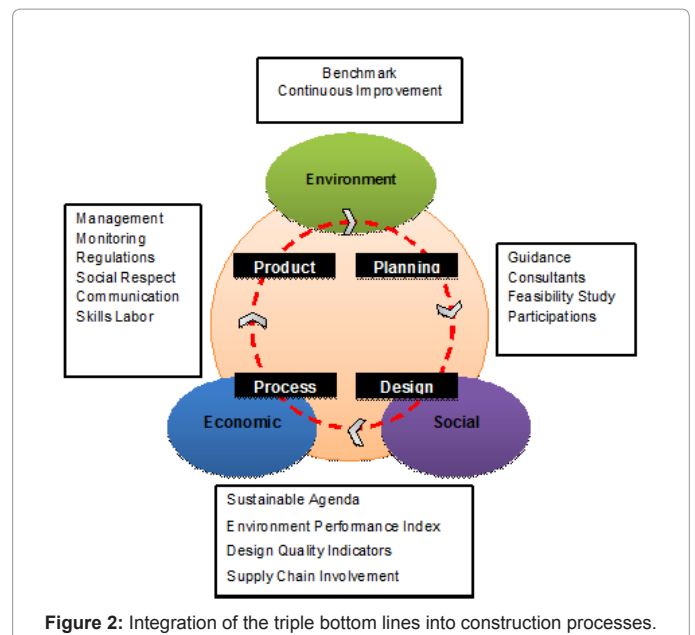 Benchmark
Continuous Improvement
Environment
Management
Monitoring
Regulations
Social Respect
Communication
Skills Labor
Product
Planning
Guidance
Consultants
Feasibility Study
Participations
Process
Design
Economic
Social
Sustainable Agenda
Environment Performance Index
Design Quality Indicators
Supply Chain Involvement
Figure 2: Integration of the triple bottom lines into construction processes.